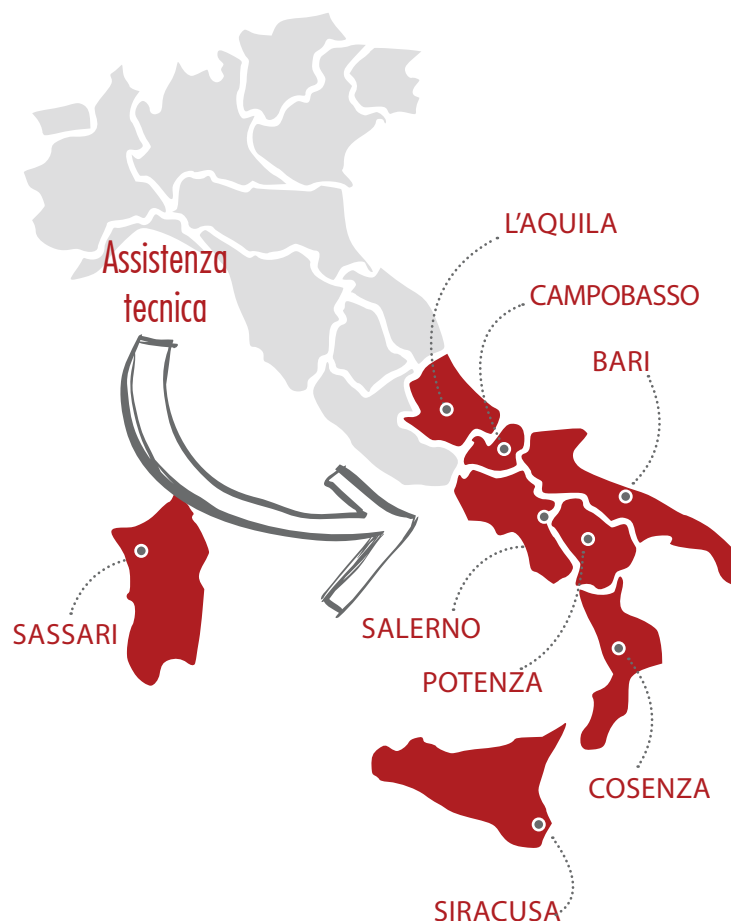 L'AQUILA
Assistenza
tecnica
CAMPOBASSO
BARI
SASSARI
SALERNO
POTENZA
COSENZA
SIRACUSA